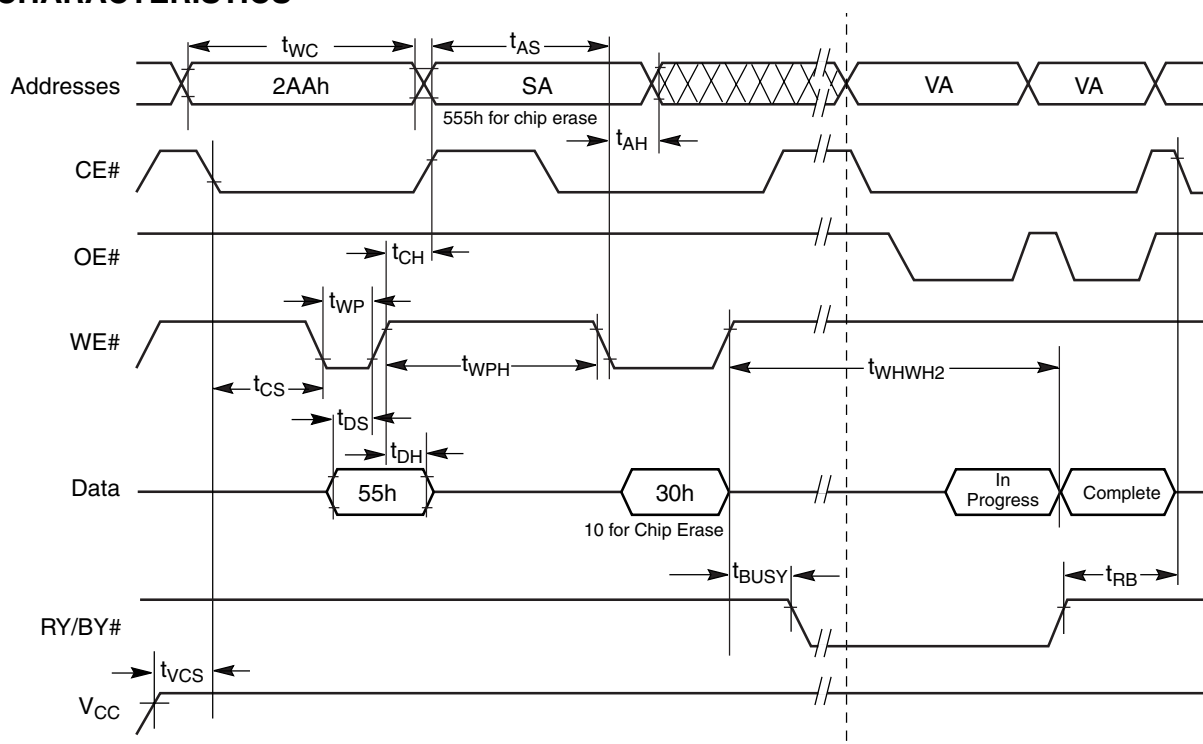 CHARACTERISTICS
tWC
tAS
Addresses
2AAh
SA
VA
VA
555h for chip erase
tAH
CE#
OE#
tCH
tWP
WE#
tWPH
tWHWH2
tCS
tDS
tDH
Data
55h
30h
In
Progress
Complete
10 for Chip Erase
tBUSY
tRB
RY/BY#
tVCS
VCC